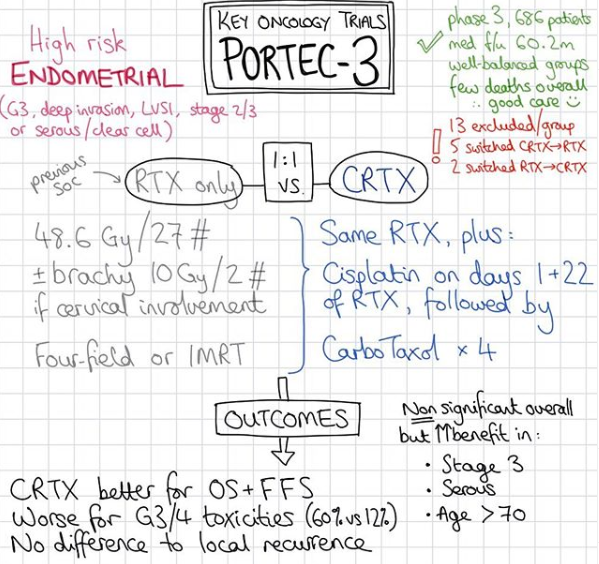 KEY ONCOLOGY TRIALS
PORTEC-3
High risk
ENDOMETRIAL
(G3, deep invasion, LVSI, stage 2/3
or serous/clear cell)
phase 3, 686 patients
med f/u 60.2m
well-balanced groups
few deaths overall
∴ good care
! 13 excluded/group
5 switched CRTX→RTX
2 switched RTX→CRTX
previous
SOC
RTX only
1:1
VS.
CRTX
48.6 Gy/27#
± brachy 10Gy/2#
if cervical involvement
Four-field or IMRT
Same RTX, plus:
Cisplatin on days 1+22
of RTX, followed by
CarboTaxol x 4
OUTCOMES
CRTX better for OS+FFS
Worse for G3/4 toxicities (60% vs 12%)
No difference to local recurrence
Non significant overall
but ↑↑benefit in:
• Stage 3
• Serous
• Age >70